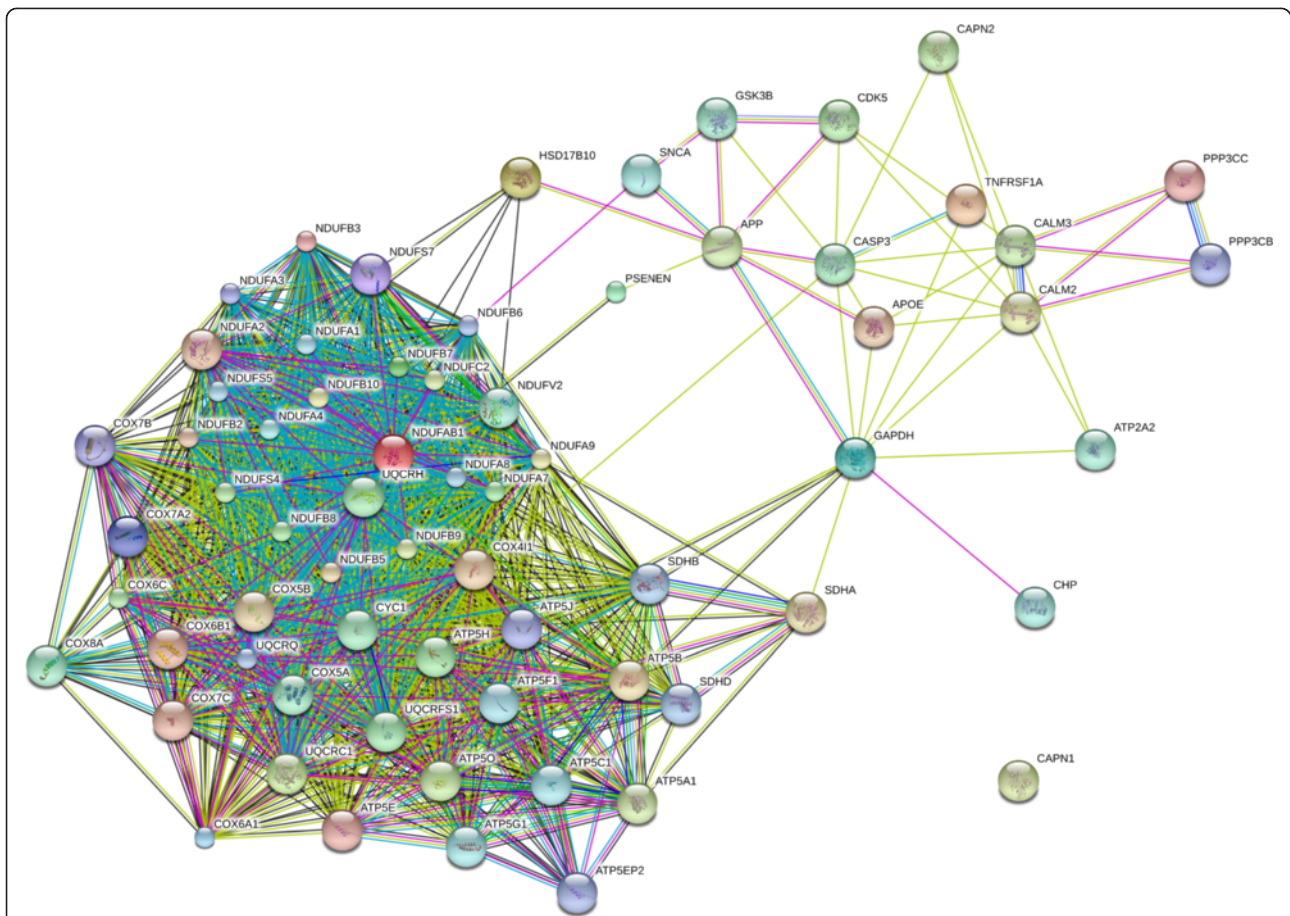 CAPN2
GSK3B
CDK5
SNCA
HSD17B10
PPP3CC
TNFRSF1A
APP
CASP3
CALM3
PPP3CB
NDUFB3
NDUFS7
PSENEN
NDUFA3
APOE
CALM2
NDUFB6
NDUFA2
NDUFA1
NDUFB7
NDUFC2
NDUFS5
NDUFB10
NDUFV2
COX7B
NDUFB2
NDUFA4
NDUFAB1
NDUFA9
GAPDH
ATP2A2
UQCRH
NDUFA8
NDUFA7
NDUFS4
COX7A2
NDUFB8
NDUFB9
COX4I1
SDHB
NDUFB5
COX6C
COX5B
SDHA
CHP
CYC1
ATP5J
COX6B1
COX8A
UQCRQ
ATP5H
ATP5B
COX5A
ATP5F1
SDHD
COX7C
UQCRFS1
UQCRC1
ATP5O
ATP5C1
ATP5A1
CAPN1
COX6A1
ATP5E
ATP5G1
ATP5EP2